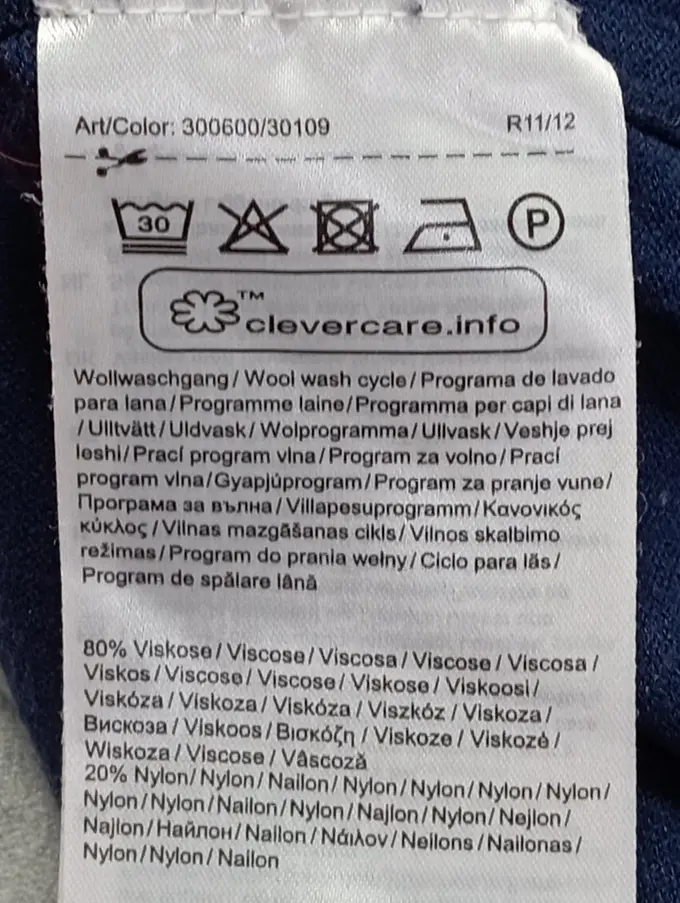 Art/Color: 300600/30109 R11/12
30 P
TM
clevercare.info
Wollwaschgang / Wool wash cycle / Programa de lavado
para lana / Programme laine / Programma per capi di lana
/ Ulltvätt / Uldvask / Wolprogramma / Ullvask / Veshje prej
leshi / Prací program vlna / Program za volno / Prací
program vlna / Gyapjúprogram / Program za pranje vune /
Програма за вълна / Villapesuprogramm / Κανονικός
κύκλος / Vilnas mazgāšanas cikls / Vilnos skalbimo
režimas / Program do prania wełny / Ciclo para lãs /
Program de spălare lână
80% Viskose / Viscose / Viscosa / Viscose / Viscosa /
Viskos / Viscose / Viscose / Viskose / Viskoosi /
Viskóza / Viskoza / Viskóza / Viszkóz / Viskoza /
Вискоза / Viskoos / Βισκόζη / Viskoze / Viskozė /
Wiskoza / Viscose / Vâscoză
20% Nylon / Nylon / Nailon / Nylon / Nylon / Nylon / Nylon /
Nylon / Nylon / Nailon / Nylon / Najlon / Nylon / Nejlon /
Najlon / Найлон / Nailon / Νάιλον / Neilons / Nailonas /
Nylon / Nylon / Nailon